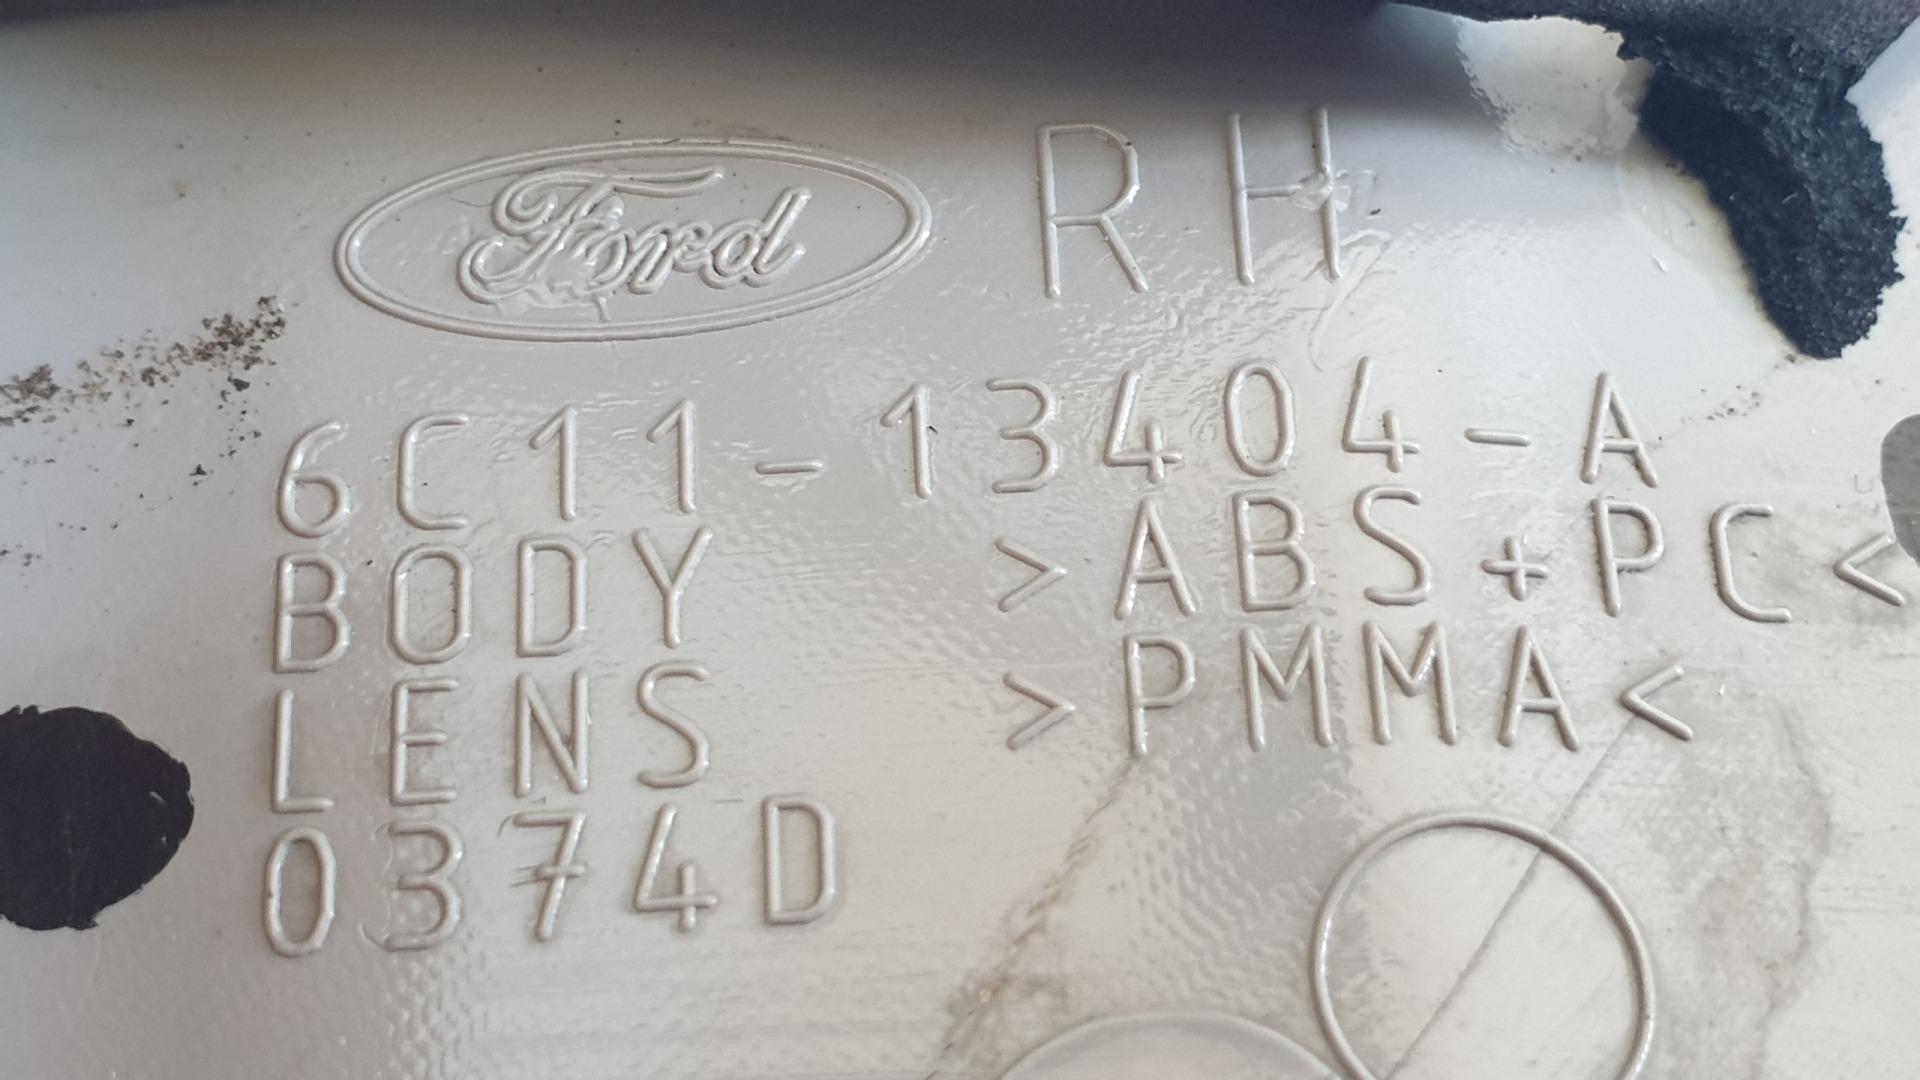 Ford RH
6C11-13404-A
BODY >ABS+PC<
LENS >PMMA<
0374D